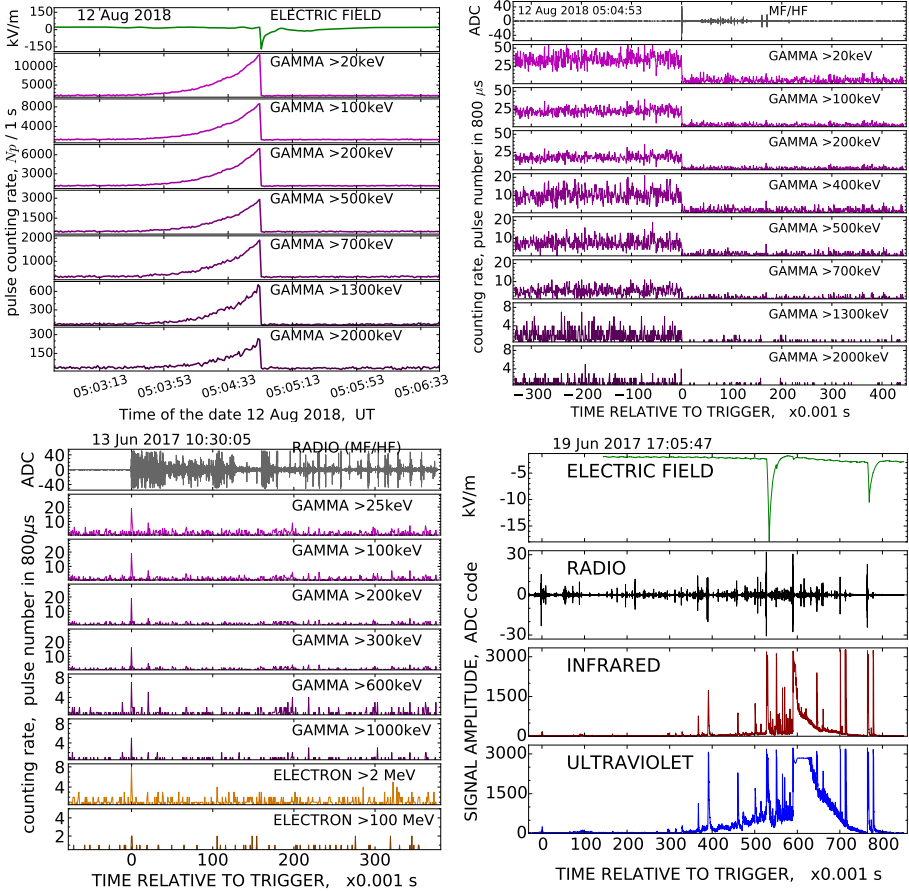 12 Aug 2018
ELECTRIC FIELD
kV/m
150
0
-150
GAMMA >20keV
10000
5000
GAMMA >100keV
8000
4000
GAMMA >200keV
6000
3000
GAMMA >500keV
3000
1500
GAMMA >700keV
2000
1000
GAMMA >1300keV
600
300
GAMMA >2000keV
300
150
pulse counting rate, Np / 1 s
05:03:13
05:03:53
05:04:33
05:05:13
05:05:53
05:06:33
Time of the date 12 Aug 2018, UT
12 Aug 2018 05:04:53
MF/HF
ADC
40
0
-40
GAMMA >20keV
50
25
GAMMA >100keV
50
25
GAMMA >200keV
50
25
GAMMA >400keV
20
10
GAMMA >500keV
20
10
GAMMA >700keV
20
10
GAMMA >1300keV
8
4
GAMMA >2000keV
8
4
counting rate, pulse number in 800 μs
−300
−200
−100
0
100
200
300
400
TIME RELATIVE TO TRIGGER, x0.001 s
13 Jun 2017 10:30:05
RADIO (MF/HF)
ADC
40
0
-40
GAMMA >25keV
20
10
GAMMA >100keV
20
10
GAMMA >200keV
20
10
GAMMA >300keV
20
10
GAMMA >600keV
8
4
GAMMA >1000keV
8
4
ELECTRON >2 MeV
8
4
ELECTRON >100 MeV
4
2
counting rate, pulse number in 800μs
0
100
200
300
TIME RELATIVE TO TRIGGER, x0.001 s
19 Jun 2017 17:05:47
ELECTRIC FIELD
kV/m
-5
-10
-15
RADIO
ADC code
30
0
-30
INFRARED
3000
1500
0
ULTRAVIOLET
3000
1500
0
SIGNAL AMPLITUDE,
0
100
200
300
400
500
600
700
800
TIME RELATIVE TO TRIGGER, x0.001 s